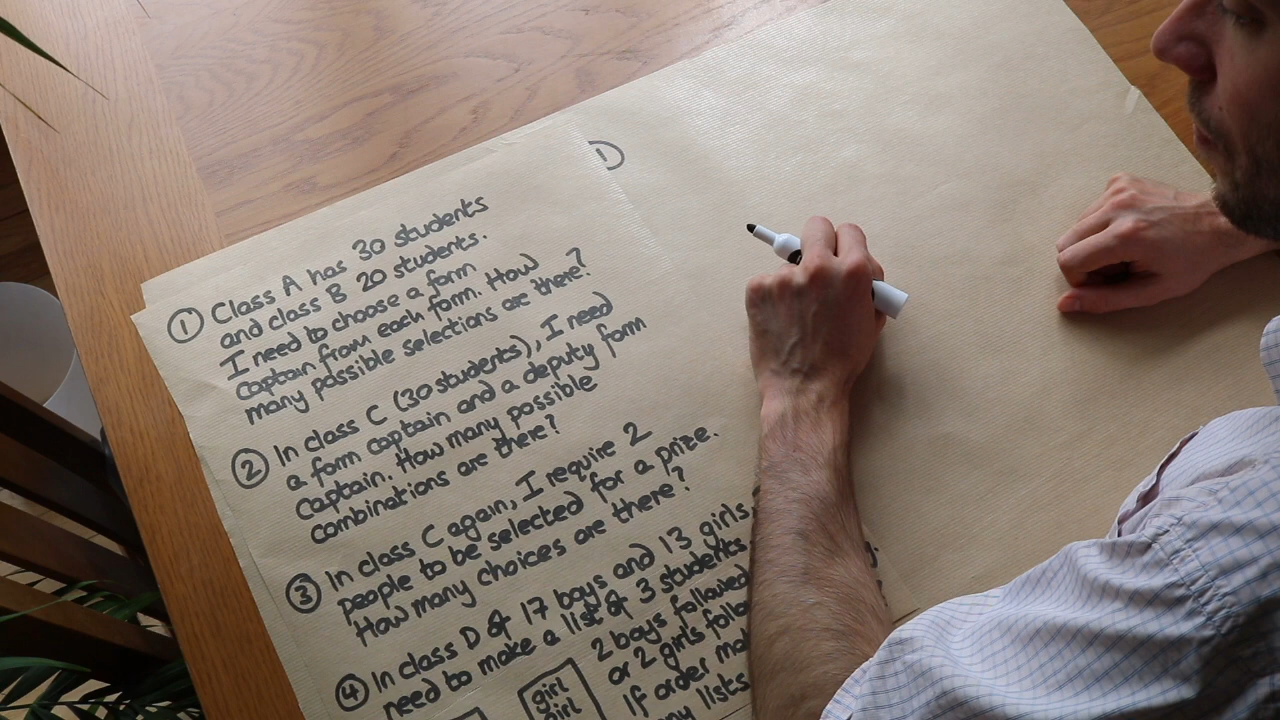 ①
① Class A has 30 students
and class B 20 students.
I need to choose a form
captain from each form. How
many possible selections are there?
② In class C (30 students), I need
a form captain and a deputy form
captain. How many possible
combinations are there?
③ In class C again, I require 2
people to be selected for a prize.
How many choices are there?
④ In class D of 17 boys and 13 girls,
need to make a list of 3 students
2 boys followed
or 2 girls
If order
lists
girl
girl